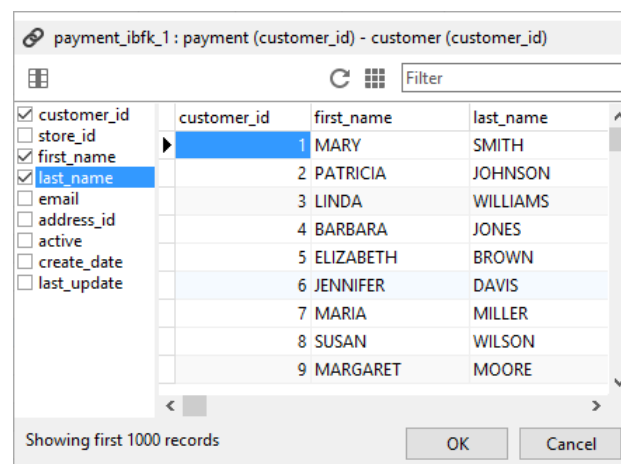 payment_ibfk_1 : payment (customer_id) - customer (customer_id)
Filter
customer_id
store_id
first_name
last_name
email
address_id
active
create_date
last_update
customer_id first_name last_name
1 MARY SMITH
2 PATRICIA JOHNSON
3 LINDA WILLIAMS
4 BARBARA JONES
5 ELIZABETH BROWN
6 JENNIFER DAVIS
7 MARIA MILLER
8 SUSAN WILSON
9 MARGARET MOORE
Showing first 1000 records
OK Cancel